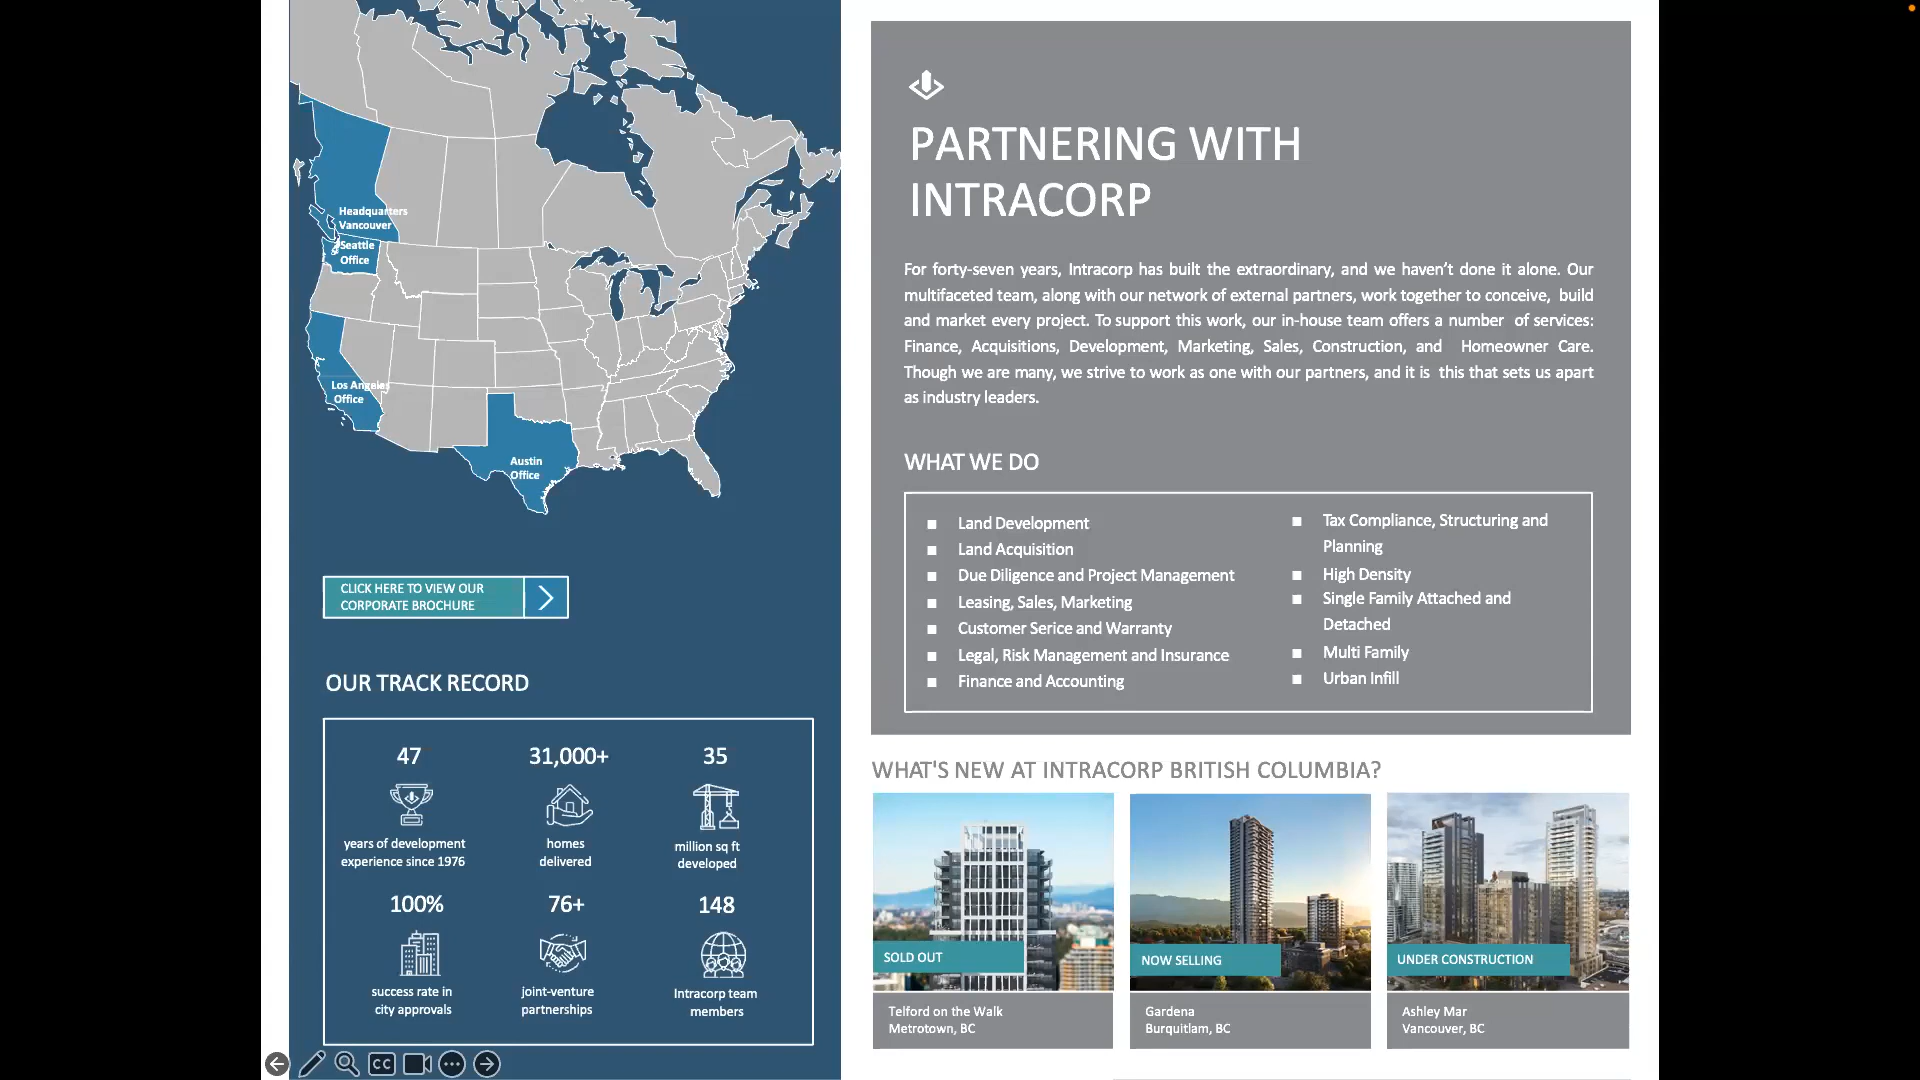 Headquarters
Vancouver
Seattle
Office
Los Angeles
Office
Austin
Office
CLICK HERE TO VIEW OUR
CORPORATE BROCHURE
OUR TRACK RECORD
47
years of development
experience since 1976
31,000+
homes
delivered
35
million sq ft
developed
100%
success rate in
city approvals
76+
joint-venture
partnerships
148
Intracorp team
members
CC
PARTNERING WITH
INTRACORP
For forty-seven years, Intracorp has built the extraordinary, and we haven’t done it alone. Our
multifaceted team, along with our network of external partners, work together to conceive, build
and market every project. To support this work, our in-house team offers a number of services:
Finance, Acquisitions, Development, Marketing, Sales, Construction, and Homeowner Care.
Though we are many, we strive to work as one with our partners, and it is this that sets us apart
as industry leaders.
WHAT WE DO
Land Development
Land Acquisition
Due Diligence and Project Management
Leasing, Sales, Marketing
Customer Serice and Warranty
Legal, Risk Management and Insurance
Finance and Accounting
Tax Compliance, Structuring and
Planning
High Density
Single Family Attached and
Detached
Multi Family
Urban Infill
WHAT'S NEW AT INTRACORP BRITISH COLUMBIA?
SOLD OUT
Telford on the Walk
Metrotown, BC
NOW SELLING
Gardena
Burquitlam, BC
UNDER CONSTRUCTION
Ashley Mar
Vancouver, BC